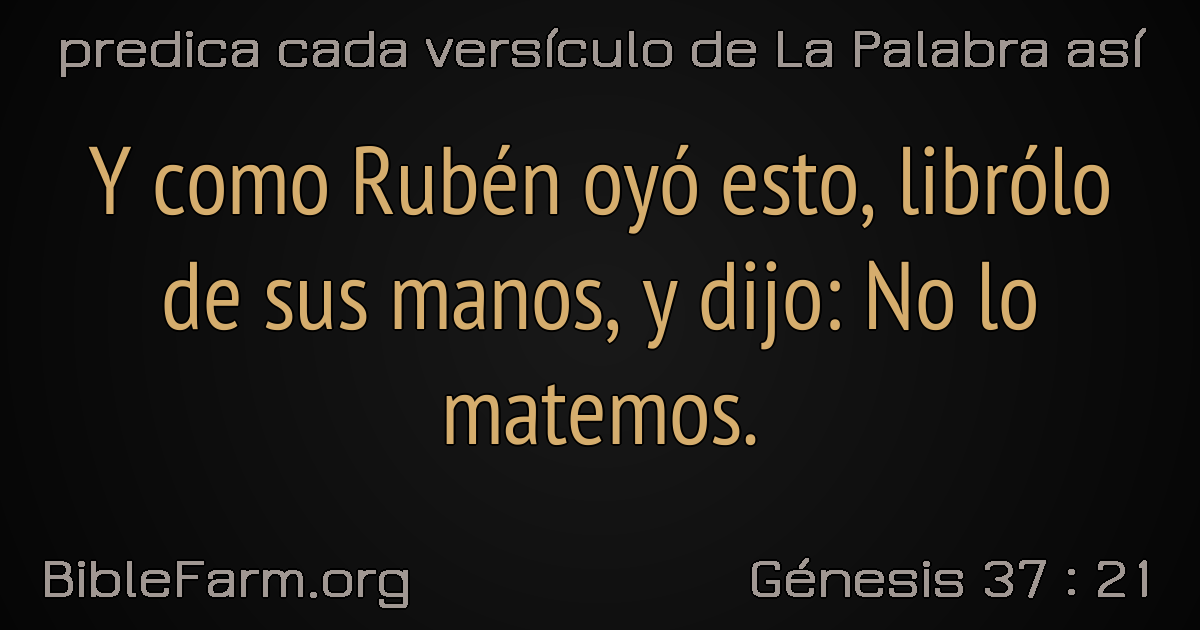 predica cada versículo de La Palabra así
Y como Rubén oyó esto, librólo
de sus manos, y dijo: No lo
matemos.
BibleFarm.org
Génesis 37 : 21